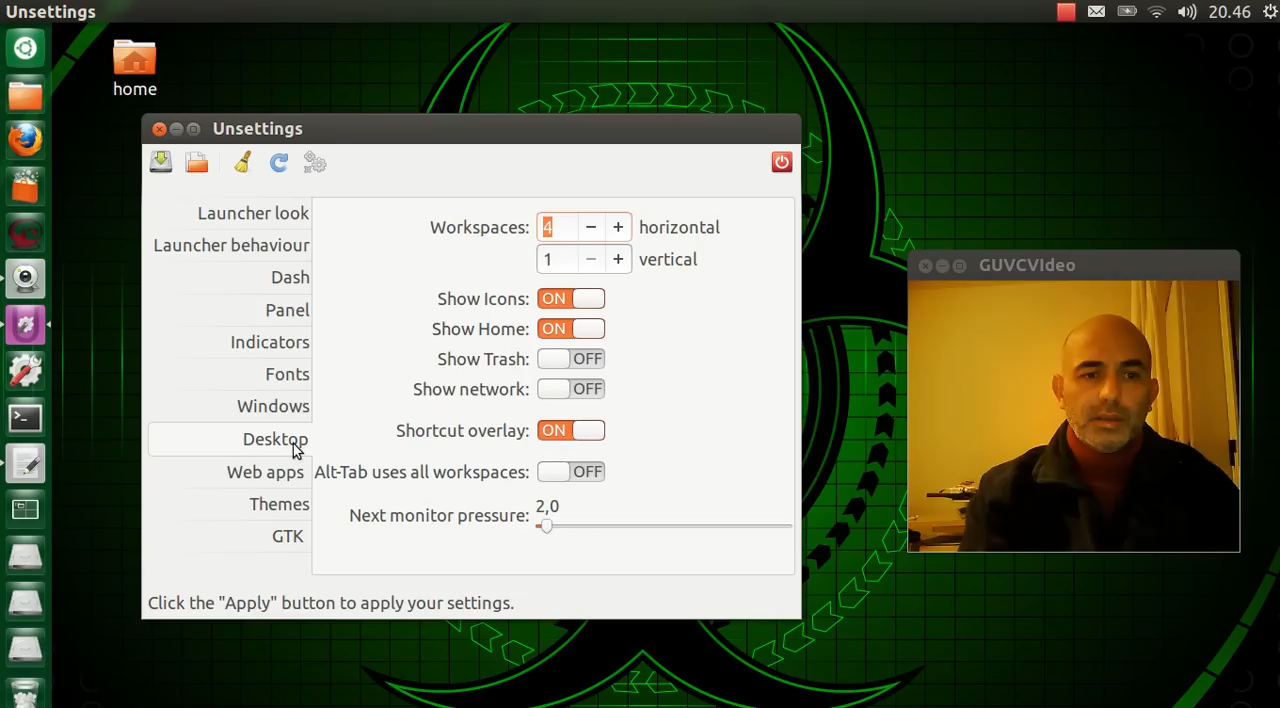 Unsettings
20.46
home
Unsettings
Launcher look
Launcher behaviour
Dash
Panel
Indicators
Fonts
Windows
Desktop
Web apps
Themes
GTK
Workspaces: 4 - + horizontal
1 - + vertical
Show Icons: ON
Show Home: ON
Show Trash: OFF
Show network: OFF
Shortcut overlay: ON
Alt-Tab uses all workspaces: OFF
Next monitor pressure: 2,0
Click the "Apply" button to apply your settings.
GUVCVIdeo